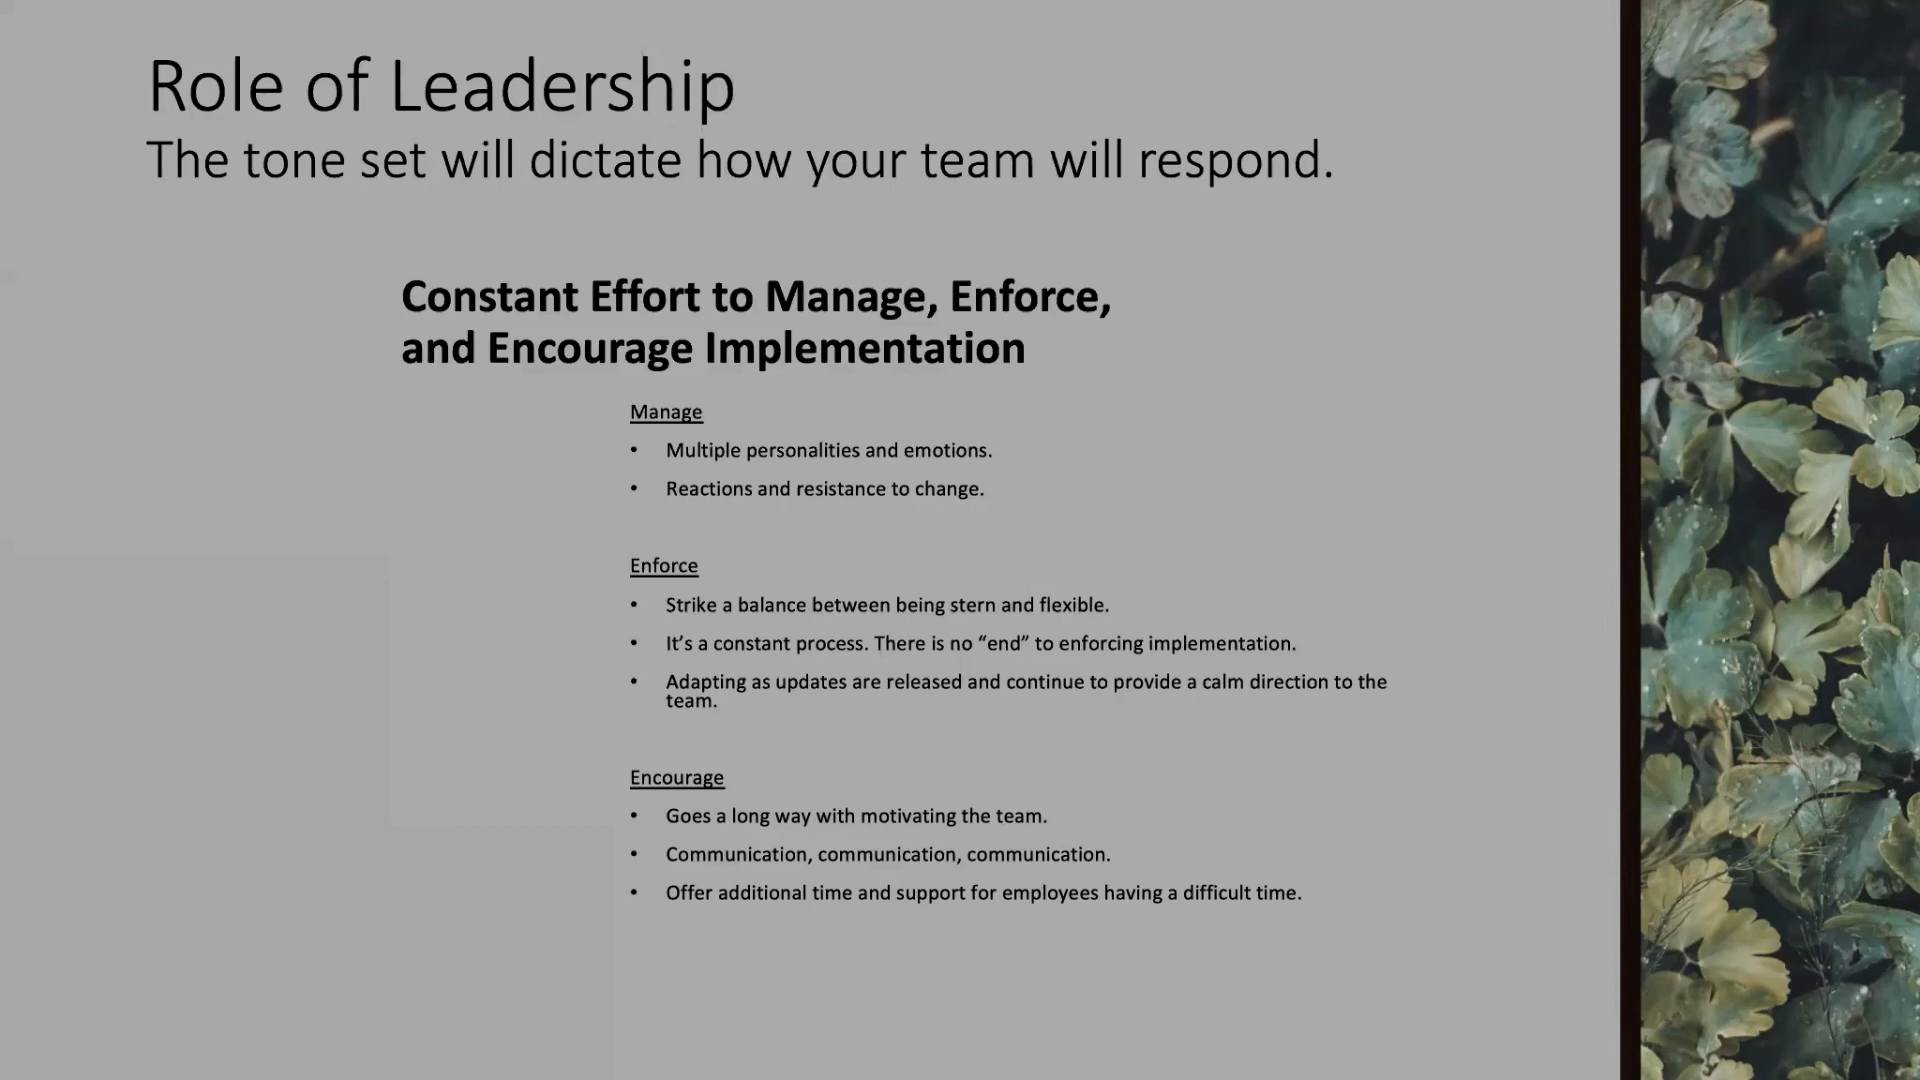 Role of Leadership
The tone set will dictate how your team will respond.
Constant Effort to Manage, Enforce,
and Encourage Implementation
Manage
• Multiple personalities and emotions.
• Reactions and resistance to change.
Enforce
• Strike a balance between being stern and flexible.
• It’s a constant process. There is no “end” to enforcing implementation.
• Adapting as updates are released and continue to provide a calm direction to the
team.
Encourage
• Goes a long way with motivating the team.
• Communication, communication, communication.
• Offer additional time and support for employees having a difficult time.